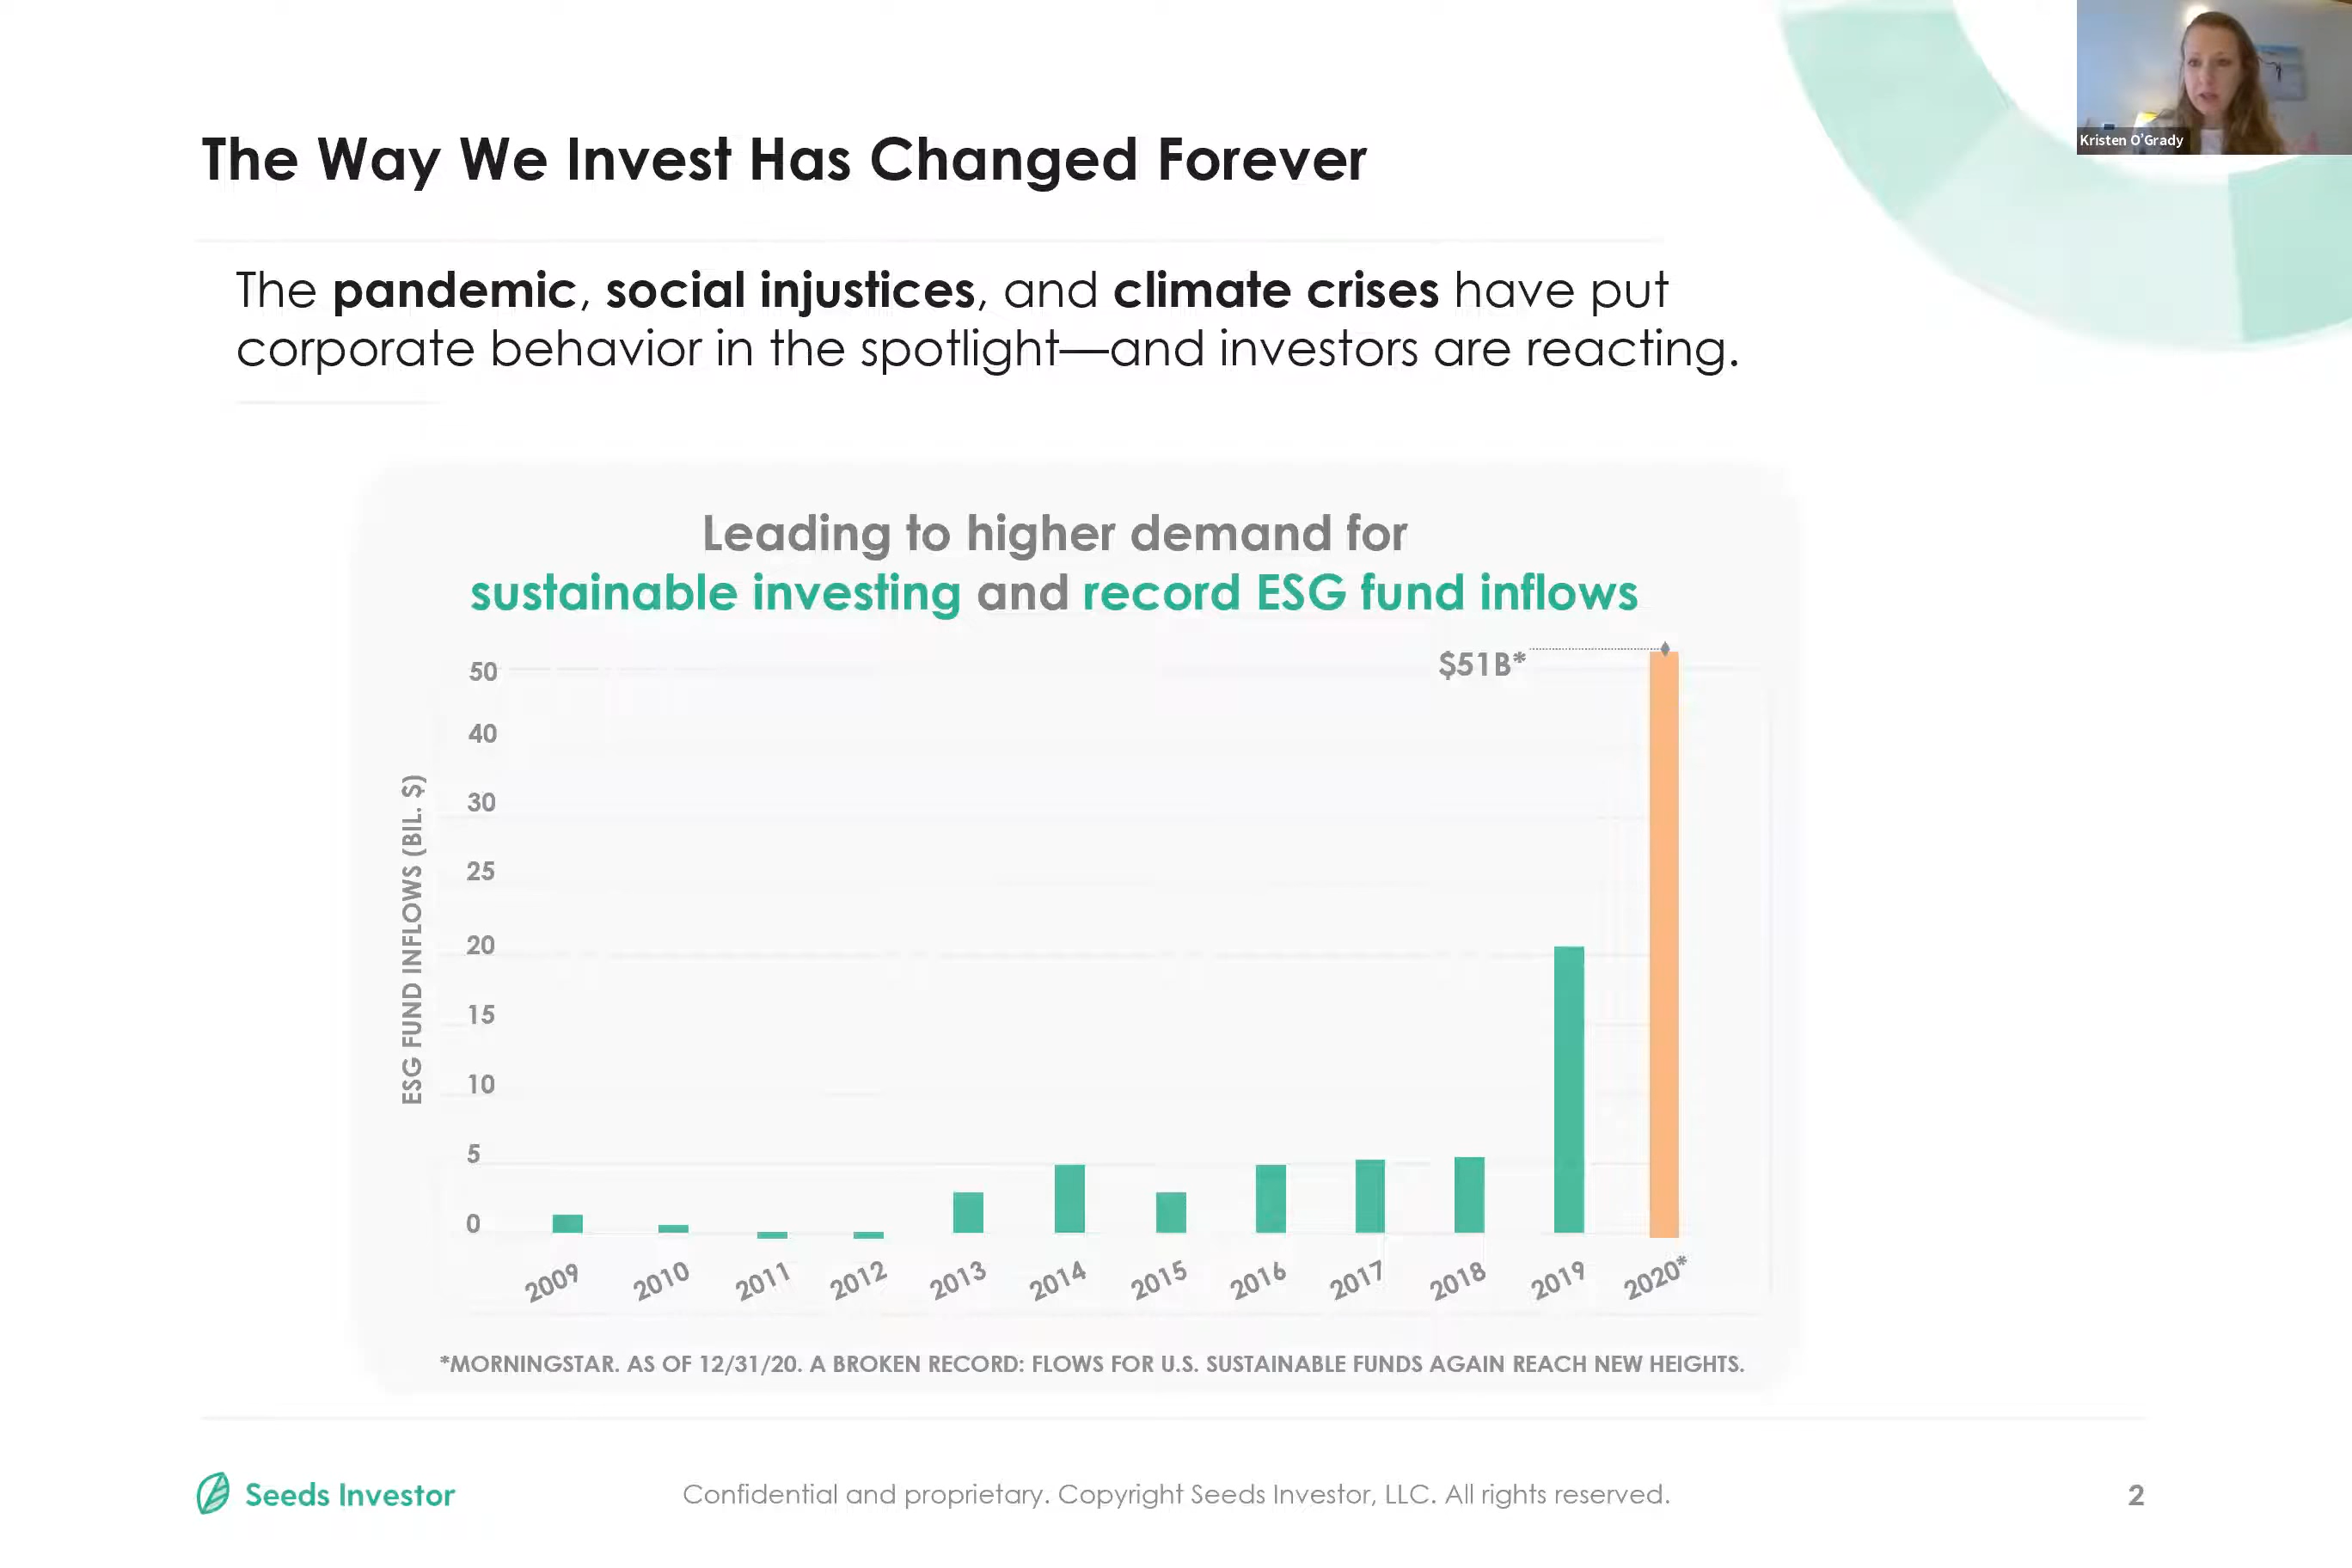 Kristen O'Grady
The Way We Invest Has Changed Forever
The pandemic, social injustices, and climate crises have put
corporate behavior in the spotlight—and investors are reacting.
Leading to higher demand for
sustainable investing and record ESG fund inflows
$51B*
50
40
30
25
20
15
10
5
0
ESG FUND INFLOWS (BIL. $)
2009 2010 2011 2012 2013 2014 2015 2016 2017 2018 2019 2020*
*MORNINGSTAR. AS OF 12/31/20. A BROKEN RECORD: FLOWS FOR U.S. SUSTAINABLE FUNDS AGAIN REACH NEW HEIGHTS.
Seeds Investor
Confidential and proprietary. Copyright Seeds Investor, LLC. All rights reserved.
2